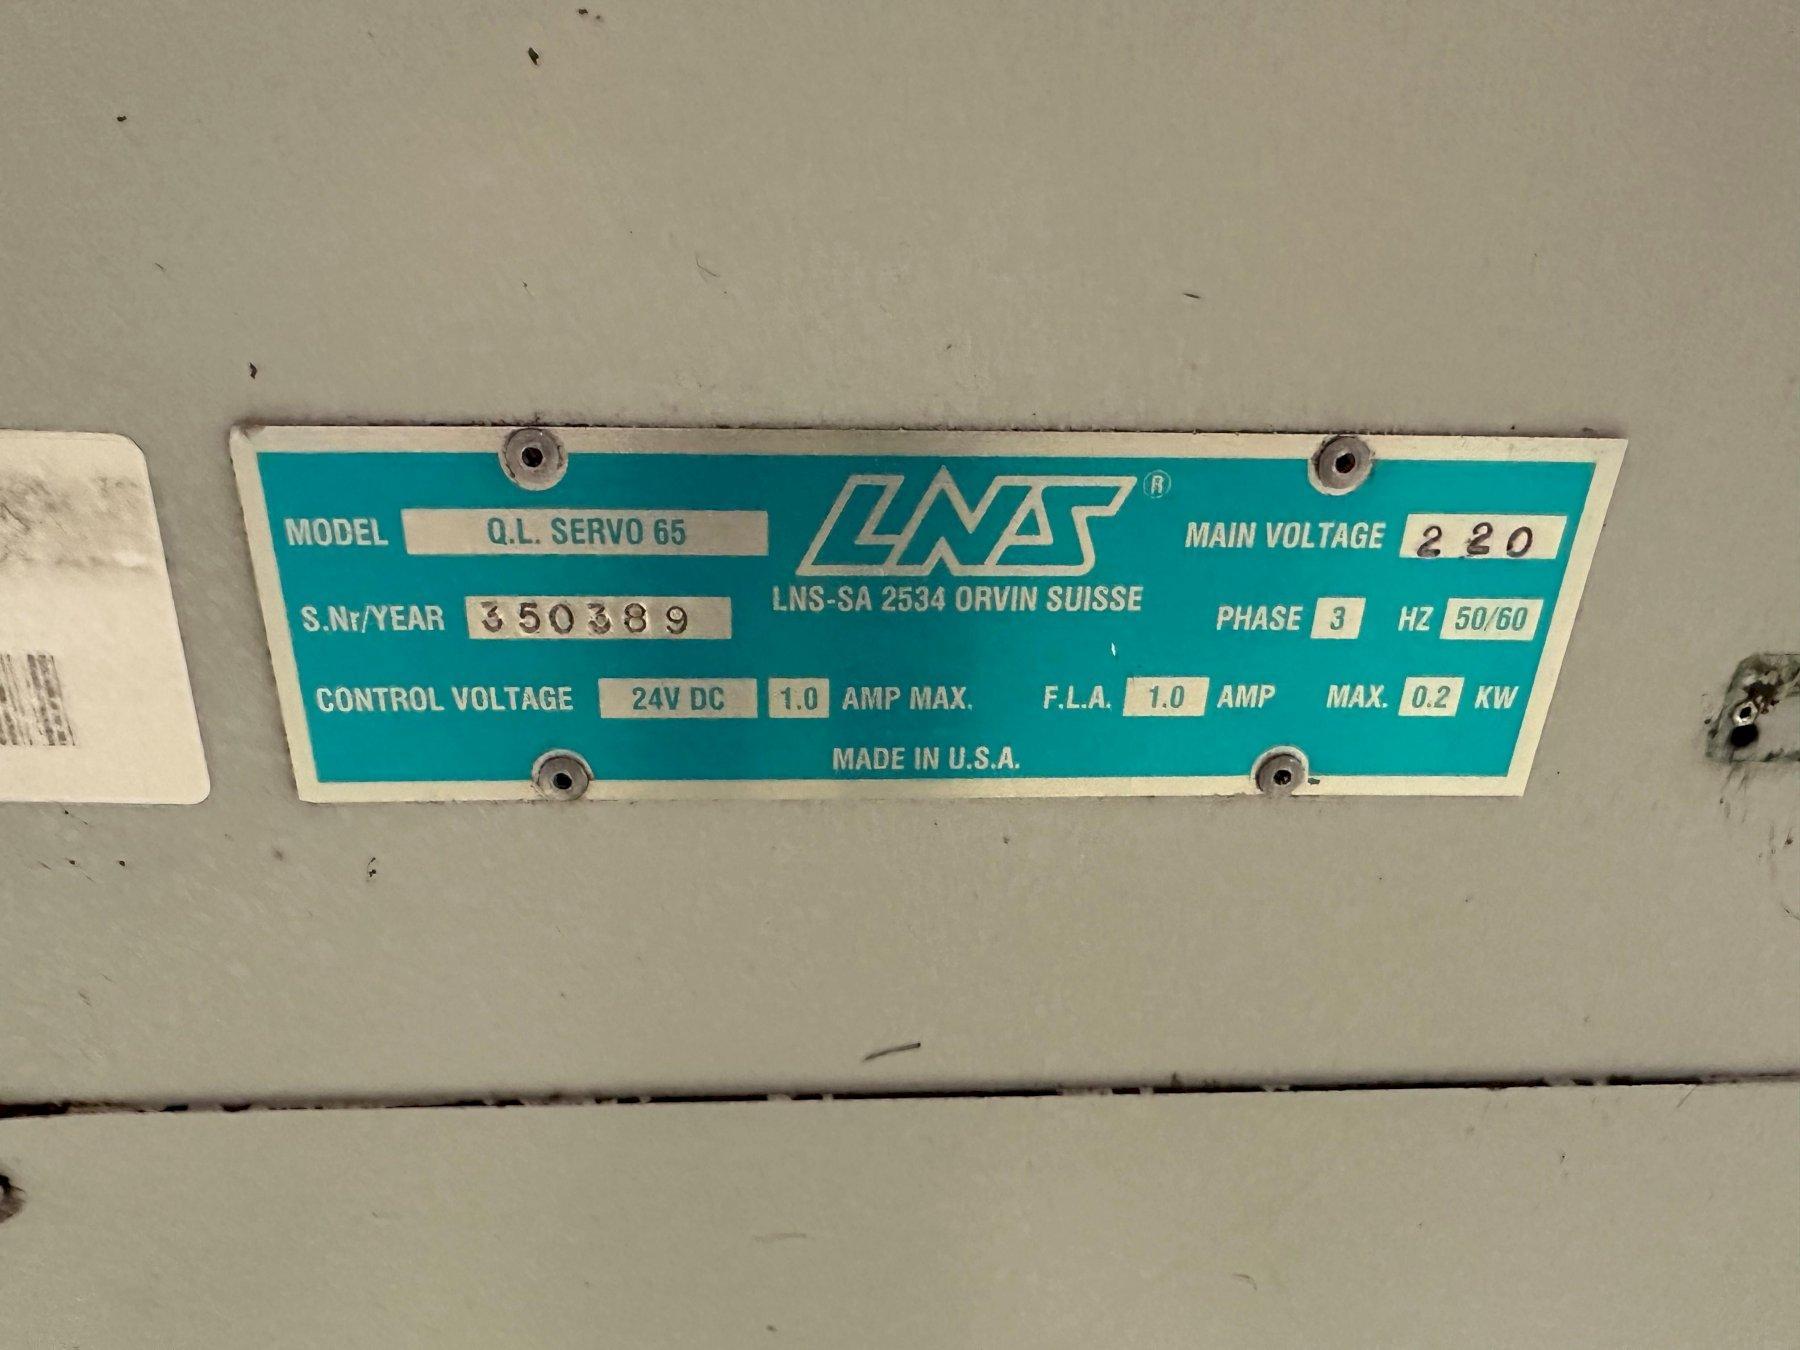 LNS ®
MODEL Q.L. SERVO 65
MAIN VOLTAGE 220
LNS-SA 2534 ORVIN SUISSE
S.Nr/YEAR 350389
PHASE 3 HZ 50/60
CONTROL VOLTAGE 24V DC 1.0 AMP MAX. F.L.A. 1.0 AMP MAX. 0.2 KW
MADE IN U.S.A.